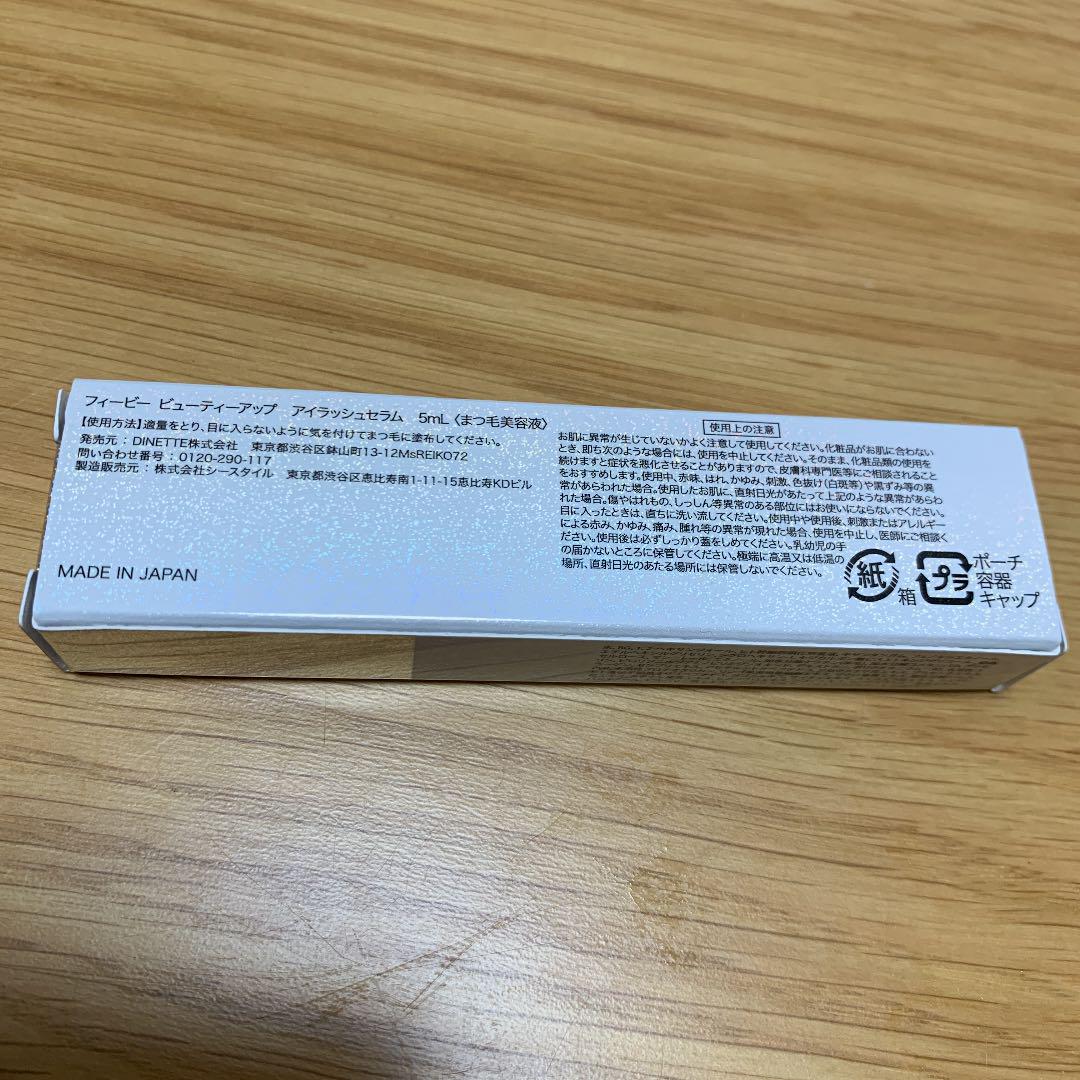 フィービー ビューティーアップ アイラッシュセラム 5mL〈まつ毛美容液〉
【使用方法】適量をとり、目に入らないように気を付けてまつ毛に塗布してください。
発売元：DINETTE株式会社 東京都渋谷区鉢山町13-12MsREIKO72
問い合わせ番号：0120-290-117
製造販売元：株式会社シースタイル 東京都渋谷区恵比寿南1-11-15恵比寿KDビル
MADE IN JAPAN
使用上の注意
お肌に異常が生じていないかよく注意して使用してください。化粧品がお肌に合わない
とき、即ち次のような場合には、使用を中止してください。そのまま、化粧品類の使用を
続けますと症状を悪化させることがありますので、皮膚科専門医等にご相談されること
をおすすめします。使用中、赤味、はれ、かゆみ、刺激、色抜け(白斑等)や黒ずみ等の異
常があらわれた場合。使用したお肌に、直射日光があたって上記のような異常があらわ
れた場合。傷やはれもの、しっしん等異常のある部位にはお使いにならないでください。
目に入ったときは、直ちに洗い流してください。使用中や使用後、刺激またはアレルギー
による赤み、かゆみ、痛み、腫れ等の異常が現れた場合、使用を中止し、医師にご相談く
ださい。使用後は必ずしっかり蓋をしめてください。乳幼児の手
の届かないところに保管してください。極端に高温又は低温の
場所、直射日光のあたる場所には保管しないでください。
紙
箱
プラ
ポーチ
容器
キャップ